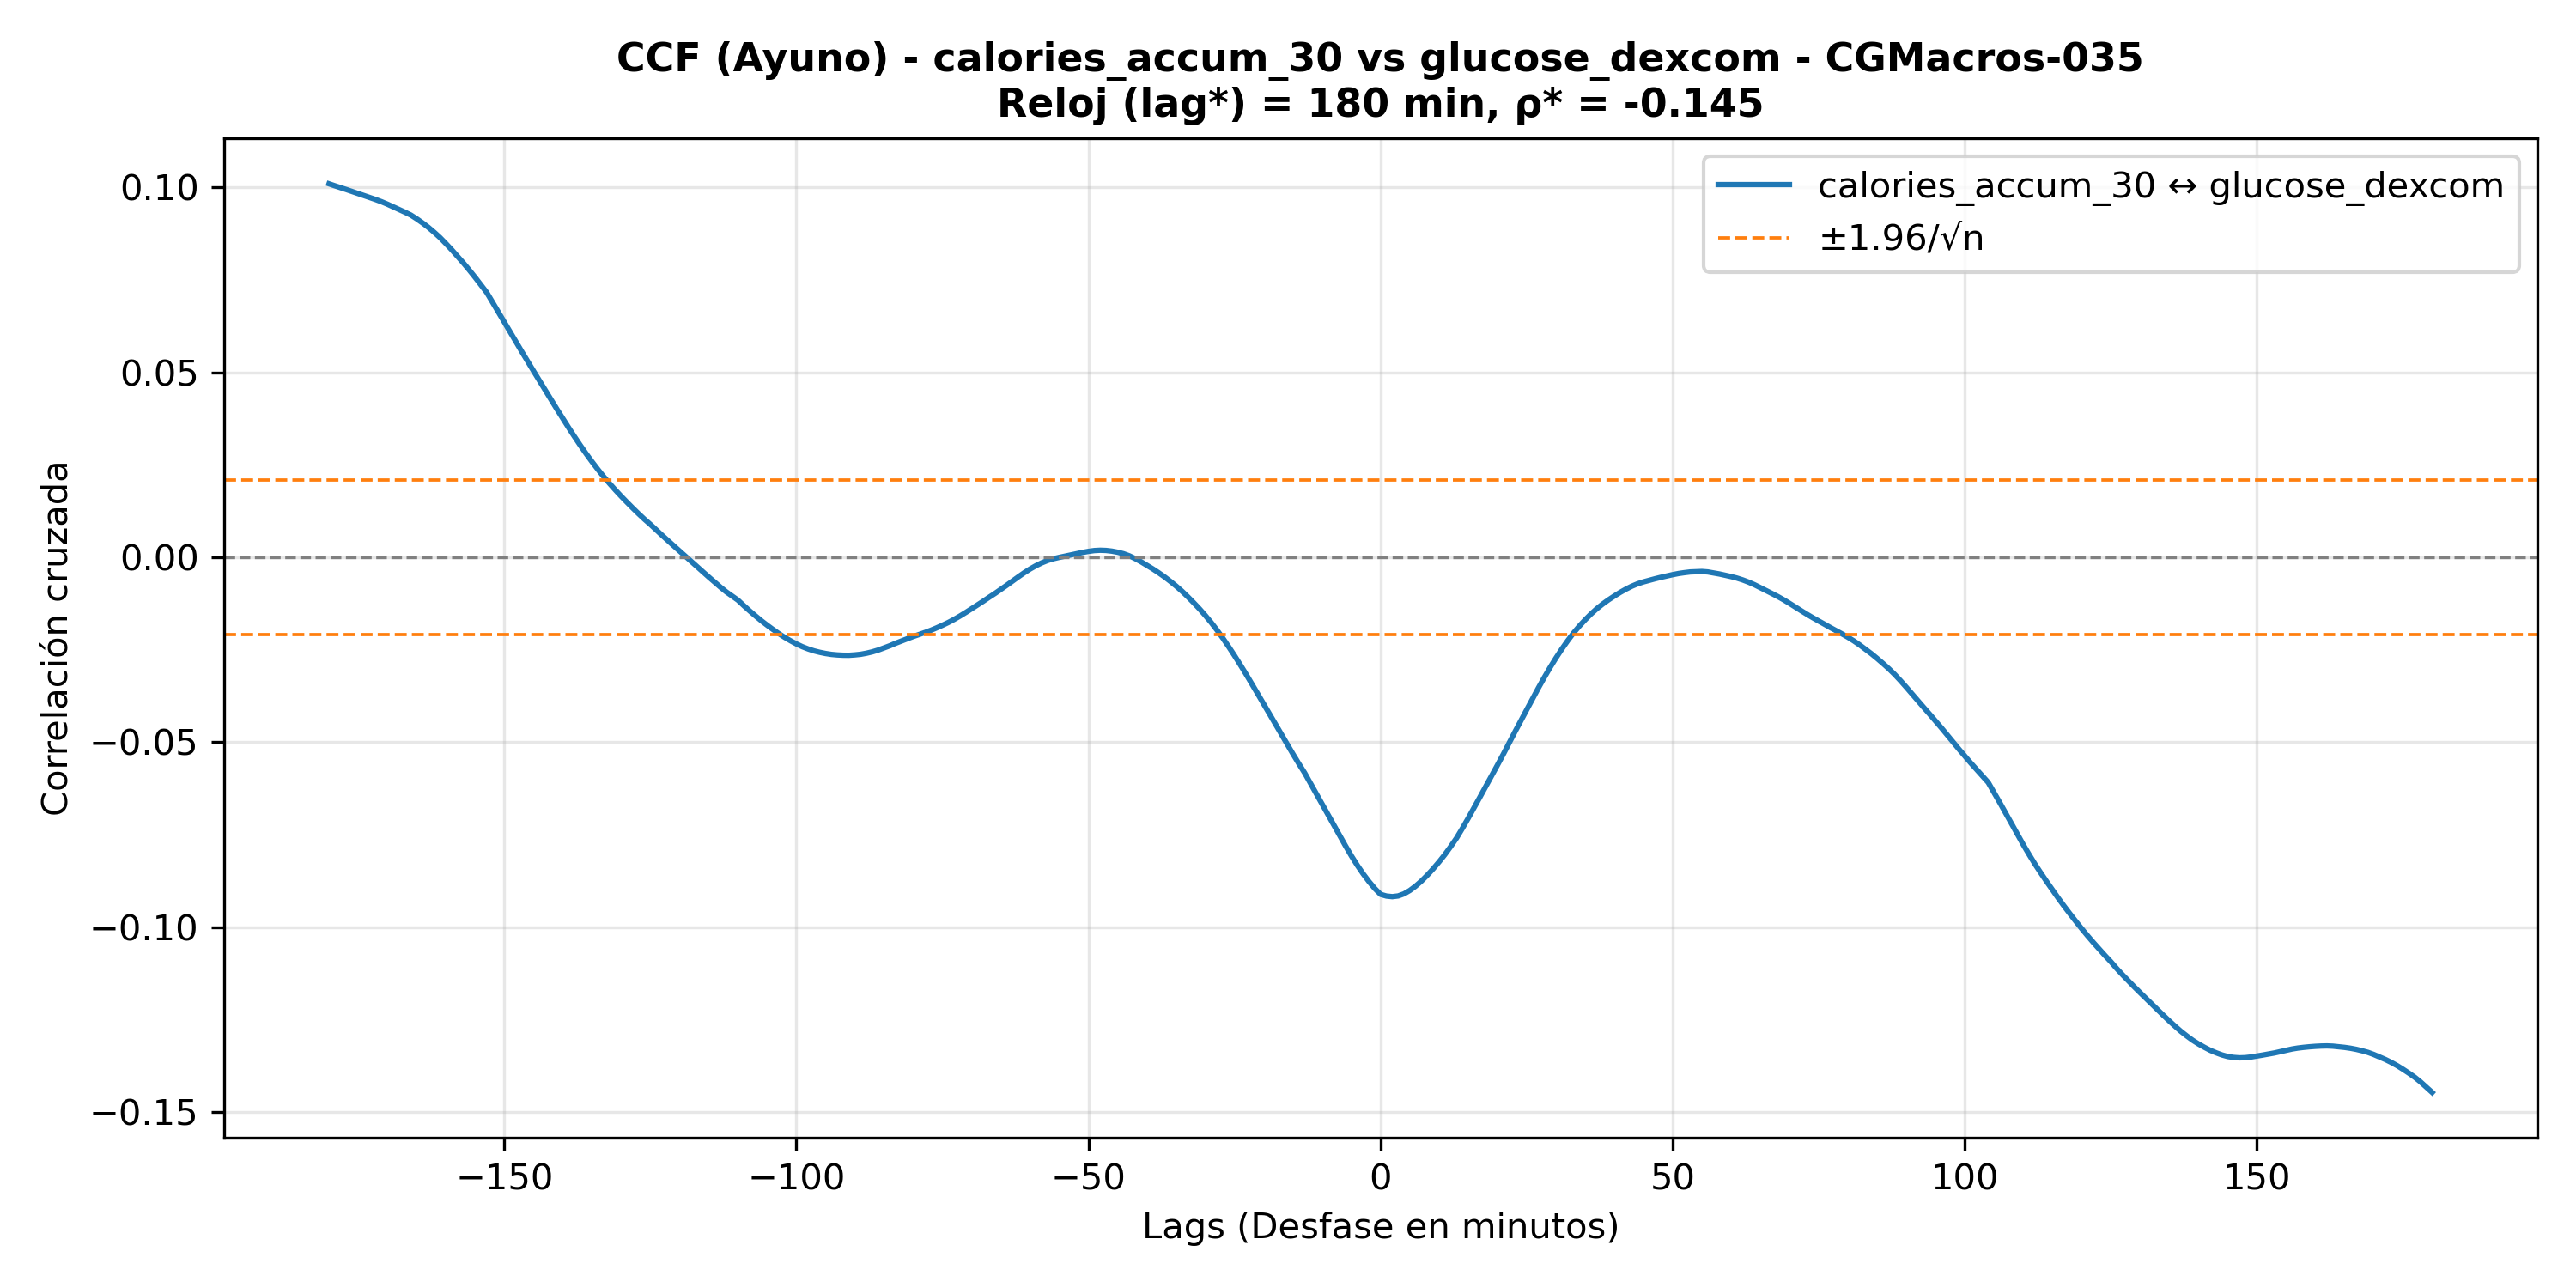 CCF (Ayuno) - calories_accum_30 vs glucose_dexcom - CGMacros-035
Reloj (lag*) = 180 min, ρ* = -0.145
calories_accum_30 ↔ glucose_dexcom
±1.96/√n
Correlación cruzada
0.10
0.05
0.00
−0.05
−0.10
−0.15
−150
−100
−50
0
50
100
150
Lags (Desfase en minutos)